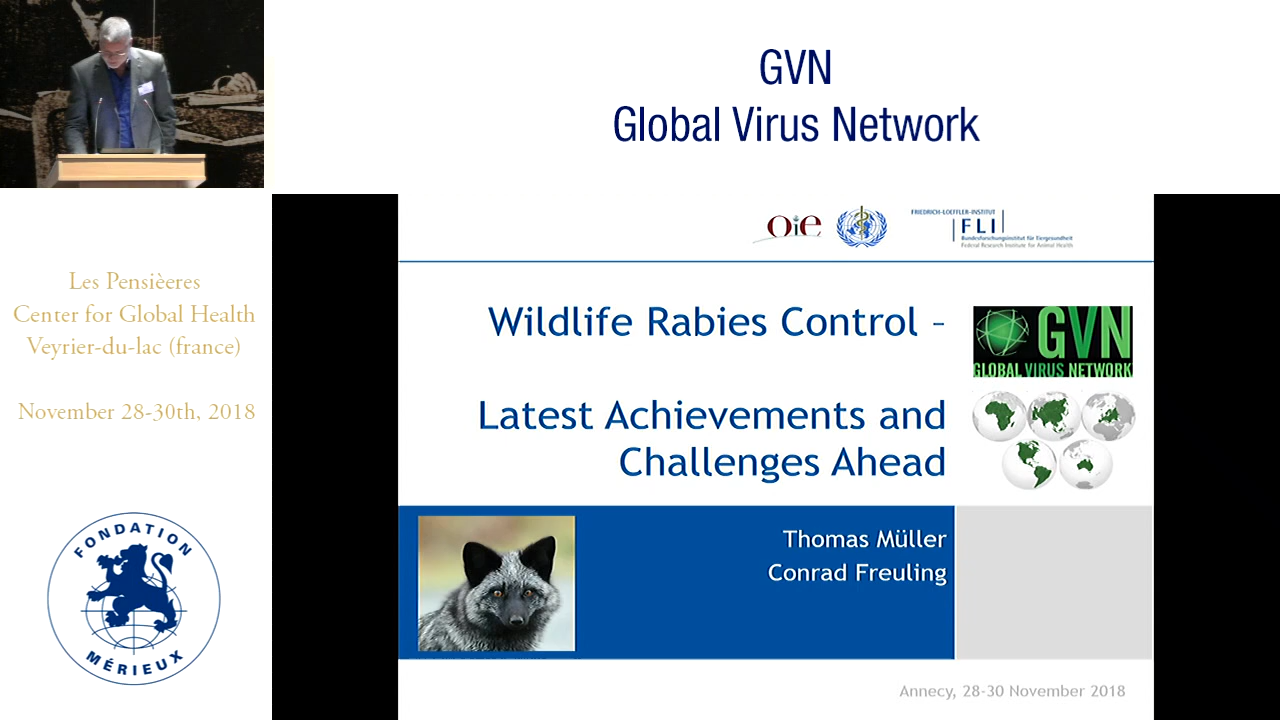 GVN
Global Virus Network
Les Pensièeres
Center for Global Health
Veyrier-du-lac (france)
November 28-30th, 2018
FONDATION
MÉRIEUX
oie
FRIEDRICH-LOEFFLER-INSTITUT
FLI
Bundesforschungsinstitut für Tiergesundheit
Federal Research Institute for Animal Health
Wildlife Rabies Control –
Latest Achievements and
Challenges Ahead
GVN
GLOBAL VIRUS NETWORK
Thomas Müller
Conrad Freuling
Annecy, 28-30 November 2018